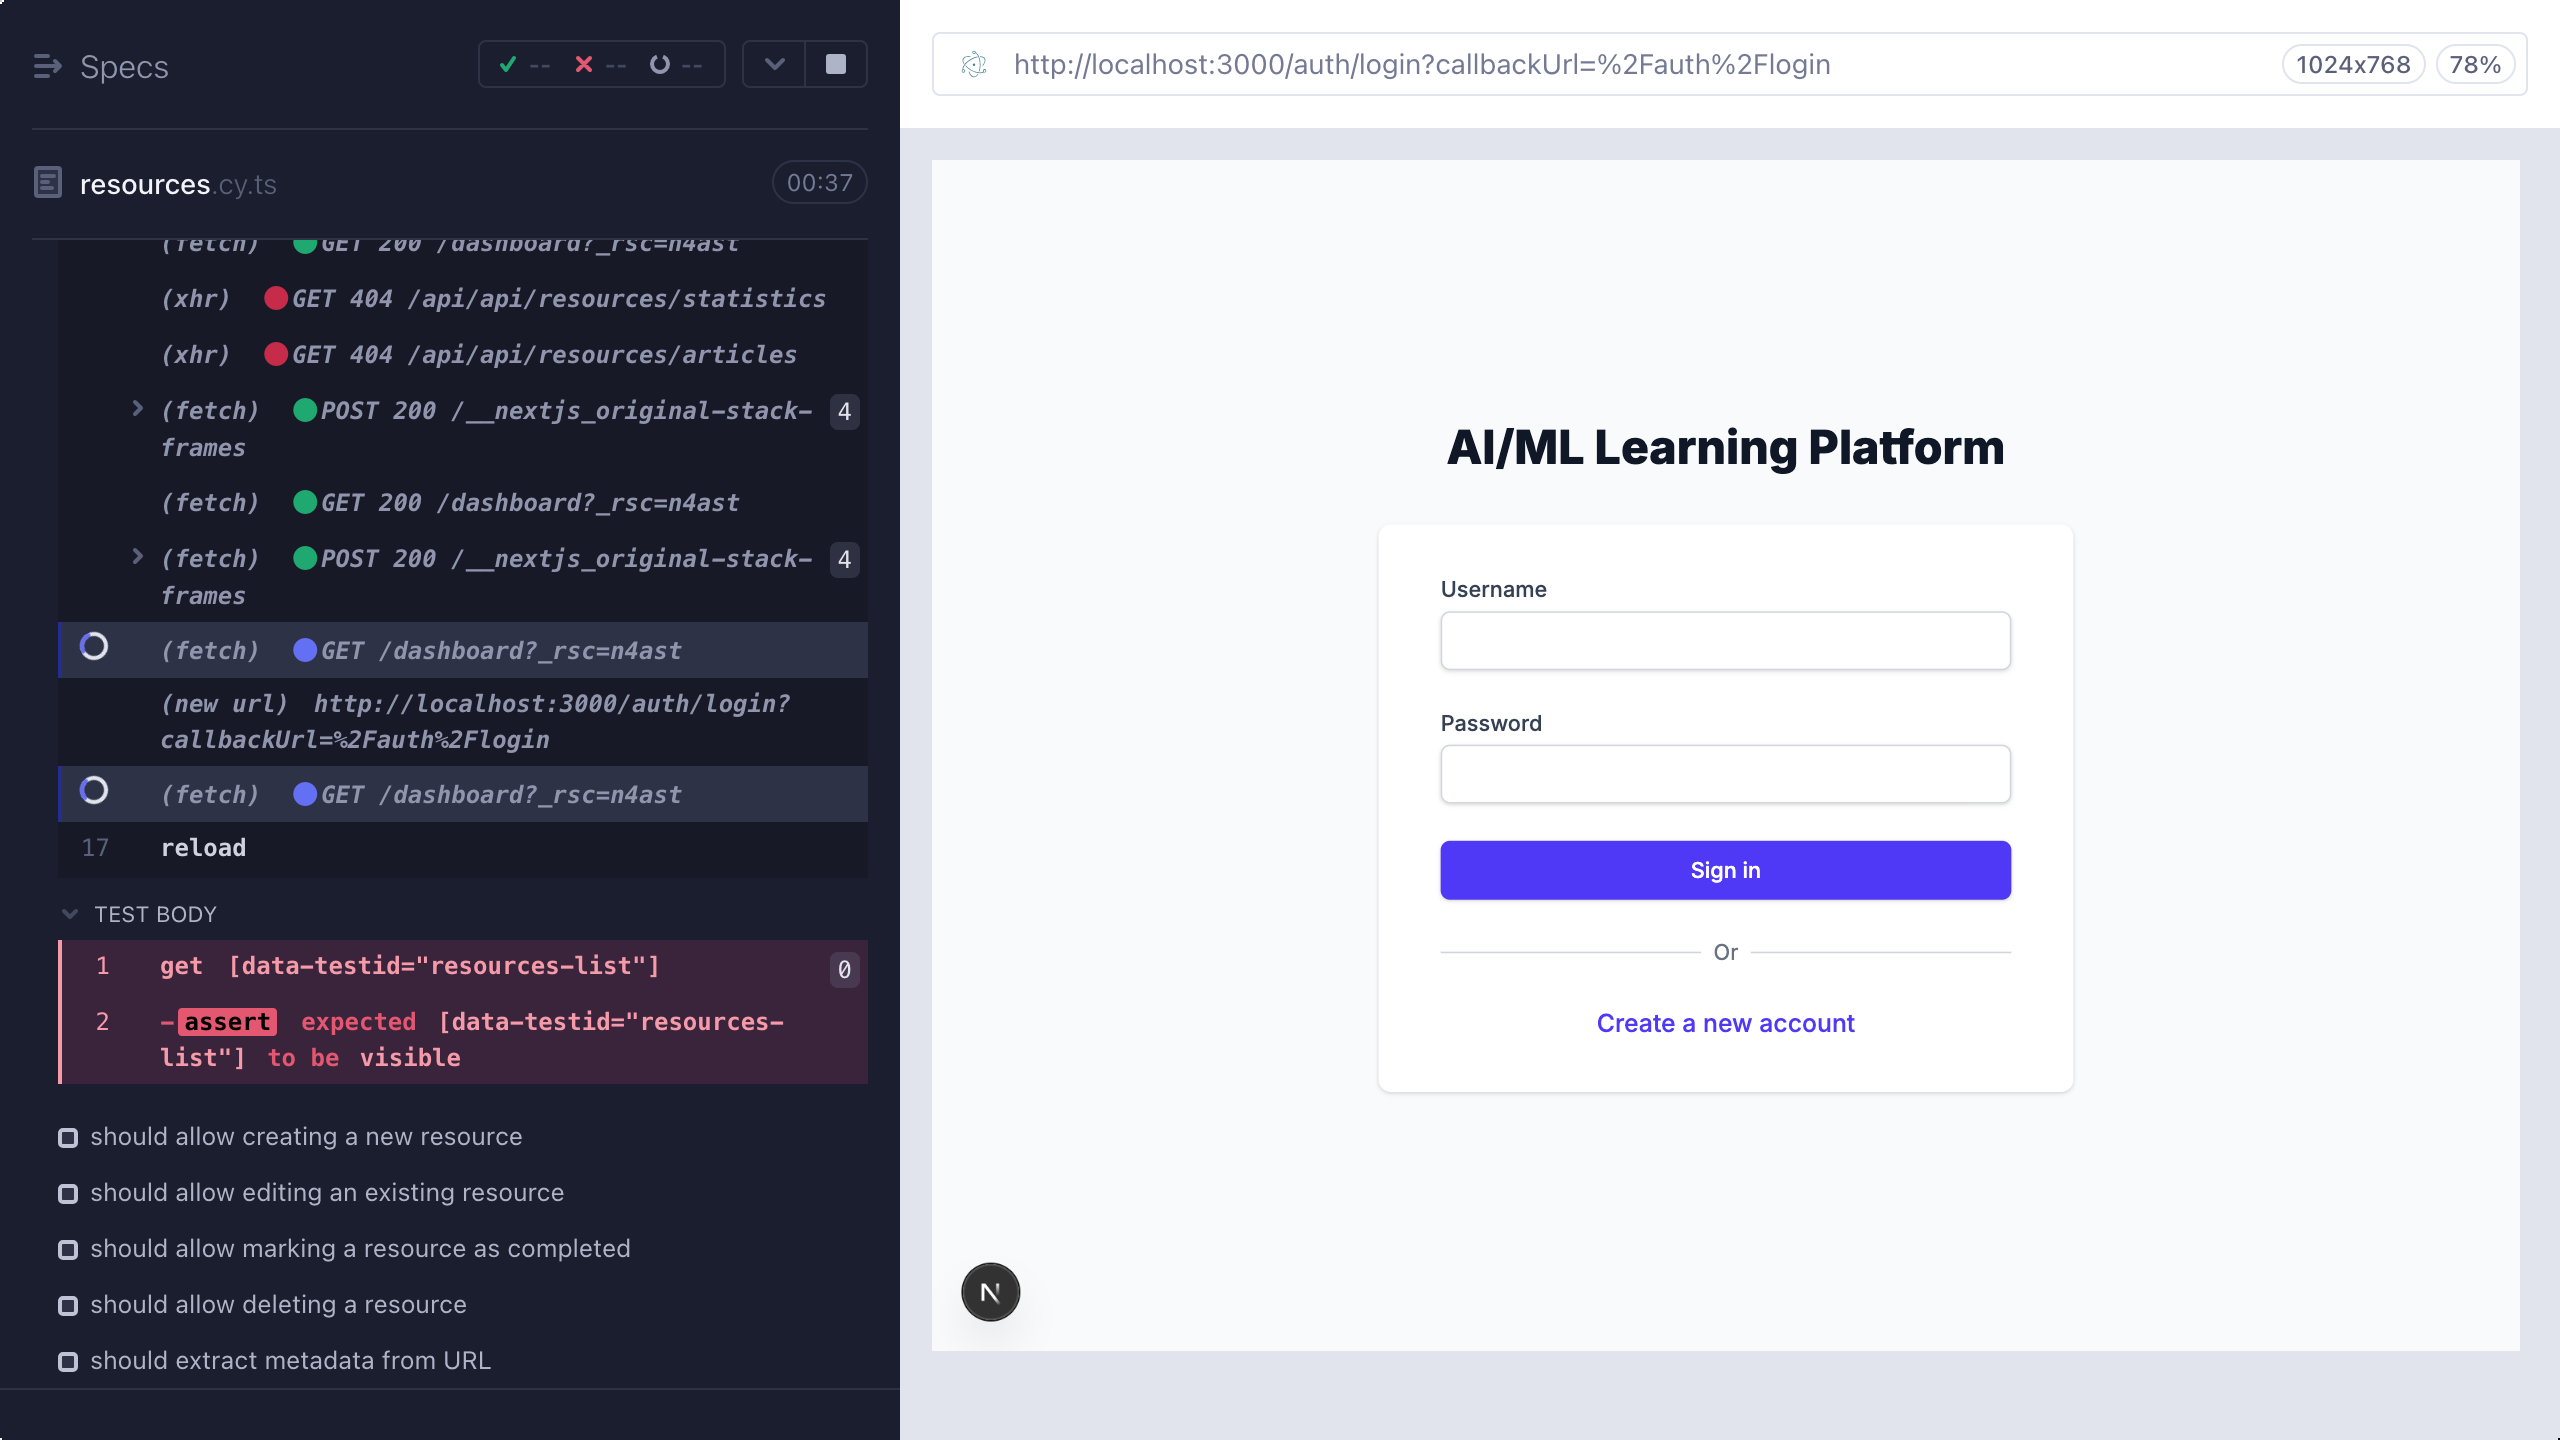 Specs
-- -- --
resources.cy.ts
00:37
(fetch) GET 200 /dashboard?_rsc=n4ast
(xhr) GET 404 /api/api/resources/statistics
(xhr) GET 404 /api/api/resources/articles
(fetch) POST 200 /__nextjs_original-stack- 4
frames
(fetch) GET 200 /dashboard?_rsc=n4ast
(fetch) POST 200 /__nextjs_original-stack- 4
frames
(fetch) GET /dashboard?_rsc=n4ast
(new url) http://localhost:3000/auth/login?
callbackUrl=%2Fauth%2Flogin
(fetch) GET /dashboard?_rsc=n4ast
17 reload
TEST BODY
1 get [data-testid="resources-list"] 0
2 -assert expected [data-testid="resources-
list"] to be visible
should allow creating a new resource
should allow editing an existing resource
should allow marking a resource as completed
should allow deleting a resource
should extract metadata from URL
http://localhost:3000/auth/login?callbackUrl=%2Fauth%2Flogin
1024x768
78%
AI/ML Learning Platform
Username
Password
Sign in
Or
Create a new account
N